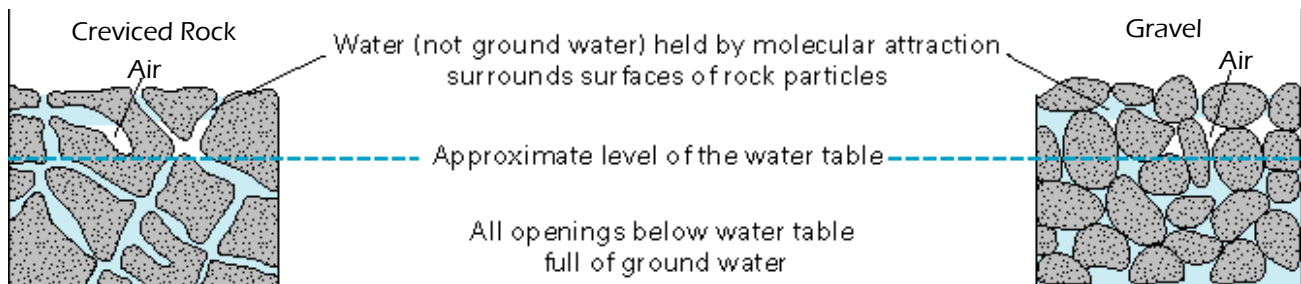 Creviced Rock
Air
Water (not ground water) held by molecular attraction
surrounds surfaces of rock particles
Gravel
Air
Approximate level of the water table
All openings below water table
full of ground water